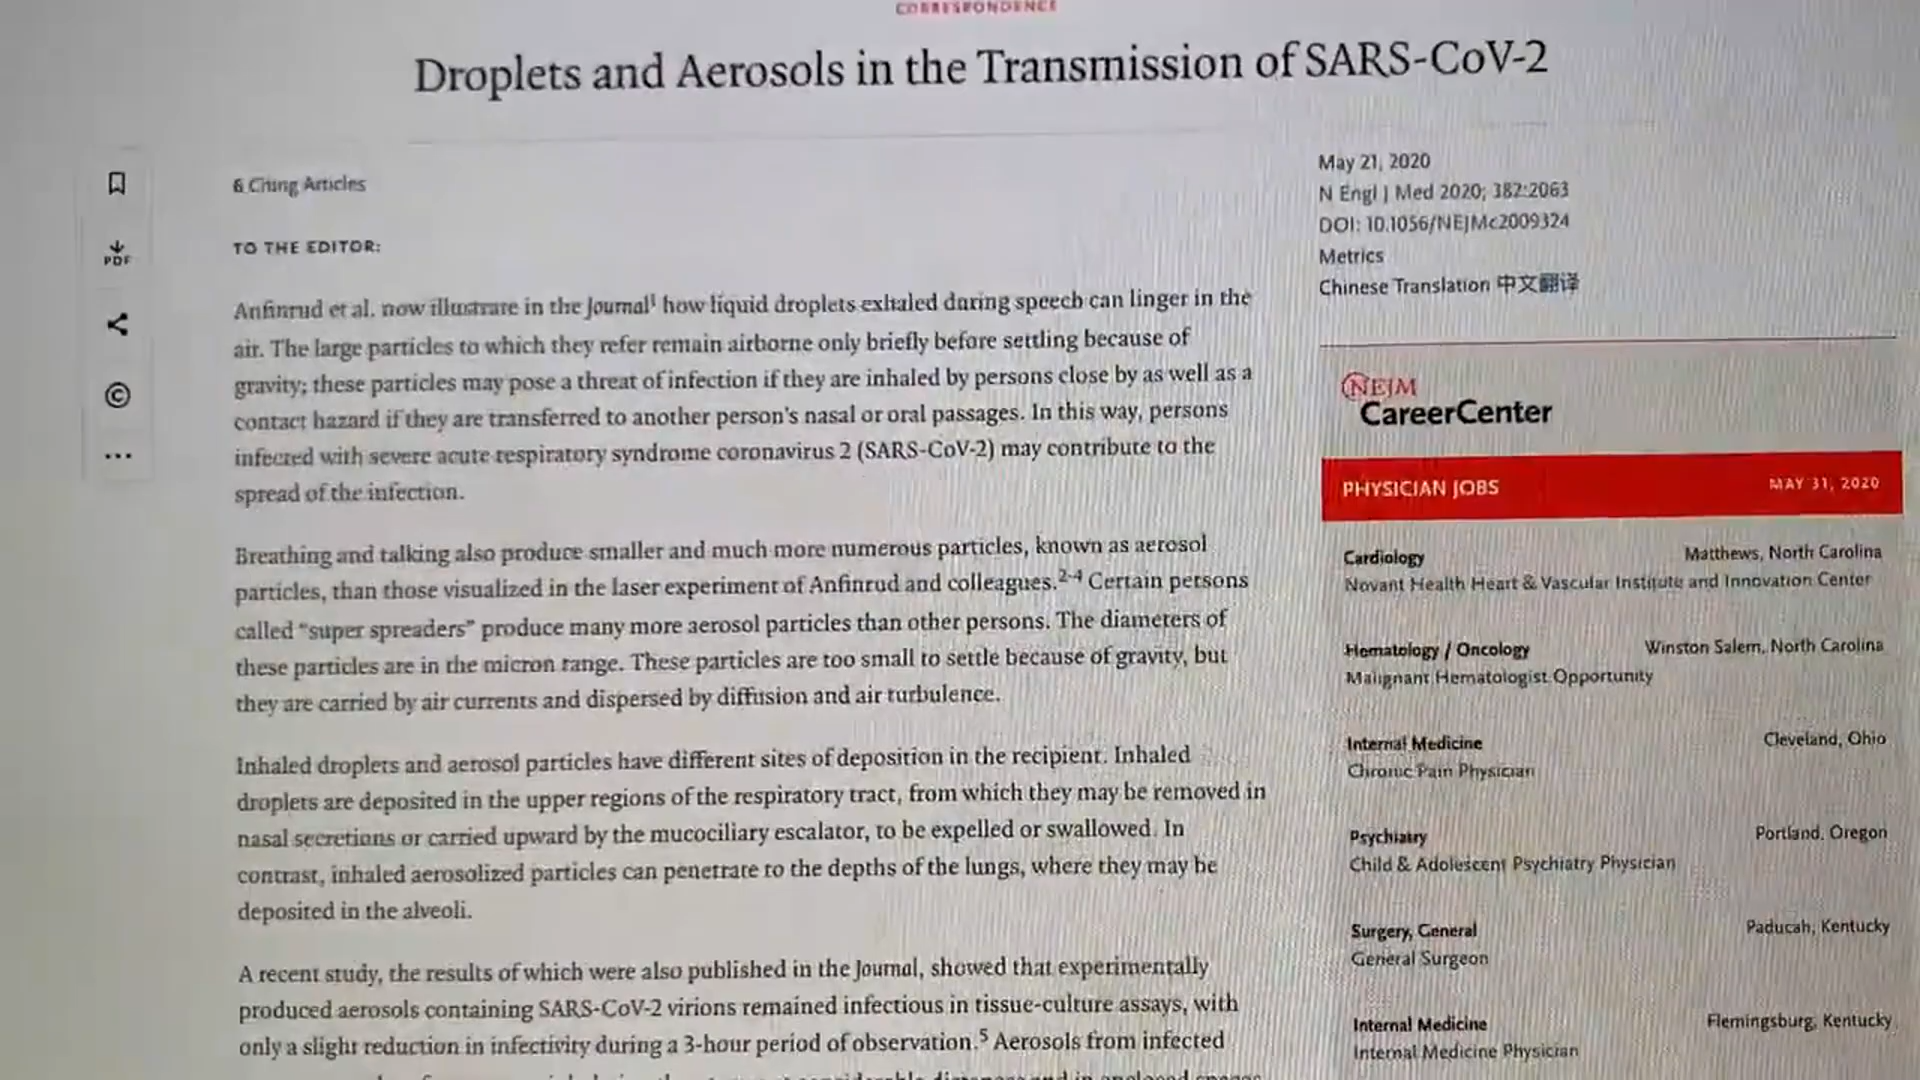 CORRESPONDENCE
Droplets and Aerosols in the Transmission of SARS-CoV-2
6 Citing Articles
TO THE EDITOR:
Anfinrud et al. now illustrate in the Journal¹ how liquid droplets exhaled during speech can linger in the
air. The large particles to which they refer remain airborne only briefly before settling because of
gravity; these particles may pose a threat of infection if they are inhaled by persons close by as well as a
contact hazard if they are transferred to another person's nasal or oral passages. In this way, persons
infected with severe acute respiratory syndrome coronavirus 2 (SARS-CoV-2) may contribute to the
spread of the infection.
Breathing and talking also produce smaller and much more numerous particles, known as aerosol
particles, than those visualized in the laser experiment of Anfinrud and colleagues.²⁻⁴ Certain persons
called “super spreaders” produce many more aerosol particles than other persons. The diameters of
these particles are in the micron range. These particles are too small to settle because of gravity, but
they are carried by air currents and dispersed by diffusion and air turbulence.
Inhaled droplets and aerosol particles have different sites of deposition in the recipient. Inhaled
droplets are deposited in the upper regions of the respiratory tract, from which they may be removed in
nasal secretions or carried upward by the mucociliary escalator, to be expelled or swallowed. In
contrast, inhaled aerosolized particles can penetrate to the depths of the lungs, where they may be
deposited in the alveoli.
A recent study, the results of which were also published in the Journal, showed that experimentally
produced aerosols containing SARS-CoV-2 virions remained infectious in tissue-culture assays, with
only a slight reduction in infectivity during a 3-hour period of observation.⁵ Aerosols from infected
PDF
May 21, 2020
N Engl J Med 2020; 382:2063
DOI: 10.1056/NEJMc2009324
Metrics
Chinese Translation 中文翻译
NEJM
CareerCenter
PHYSICIAN JOBS MAY 31, 2020
Cardiology Matthews, North Carolina
Novant Health Heart & Vascular Institute and Innovation Center
Hematology / Oncology Winston Salem, North Carolina
Malignant Hematologist Opportunity
Internal Medicine Cleveland, Ohio
Chronic Pain Physician
Psychiatry Portland, Oregon
Child & Adolescent Psychiatry Physician
Surgery, General Paducah, Kentucky
General Surgeon
Internal Medicine Flemingsburg, Kentucky
Internal Medicine Physician